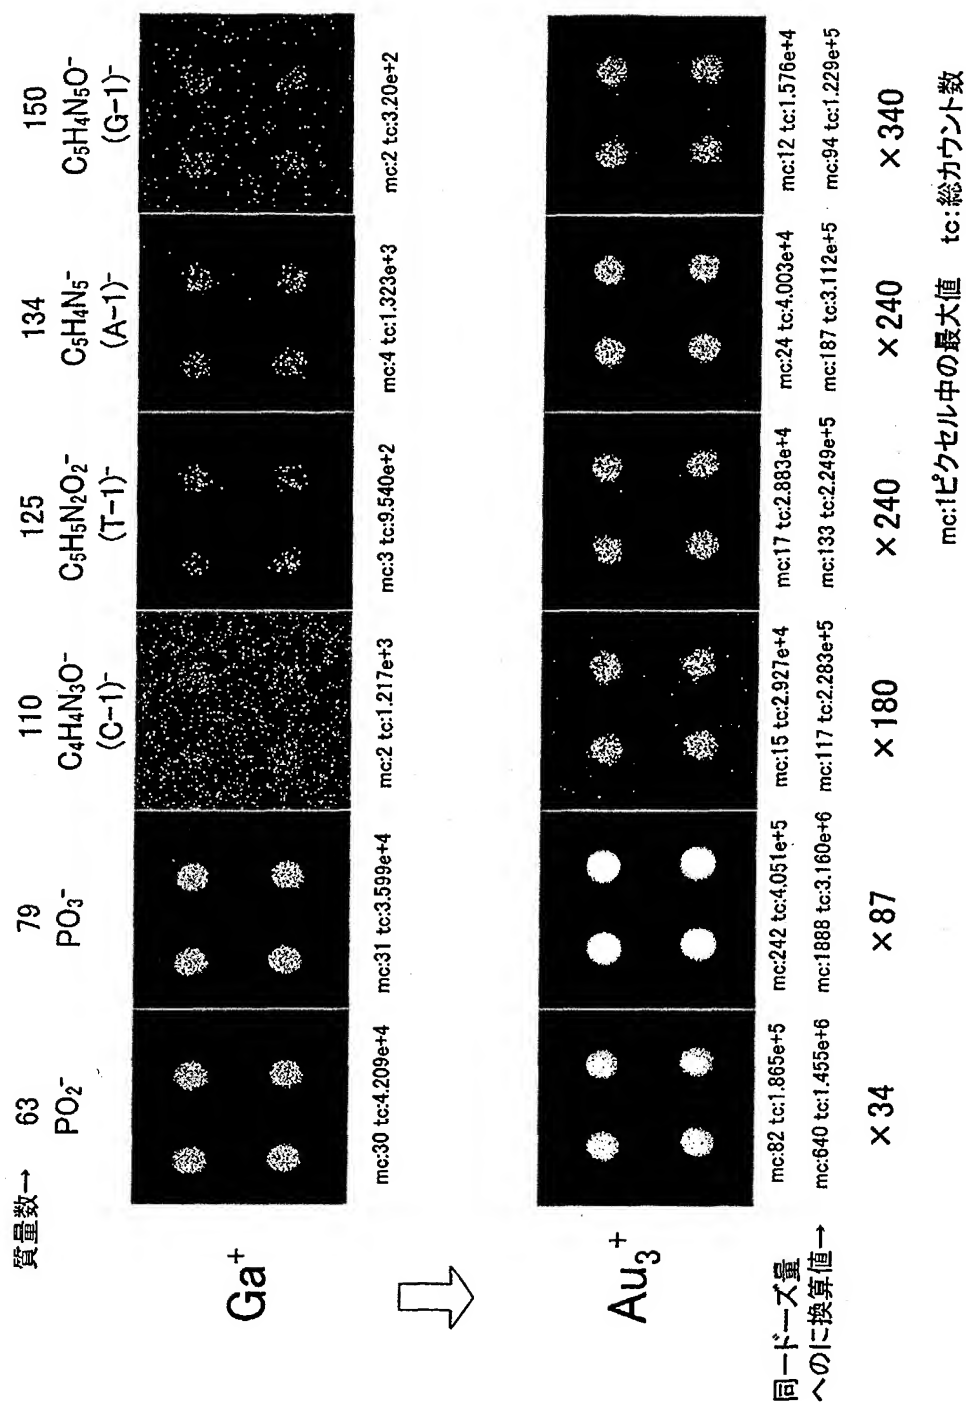 質量数→
63
PO₂⁻
79
PO₃⁻
110
C₄H₄N₃O⁻
(C−1)⁻
125
C₅H₅N₂O₂⁻
(T−1)⁻
134
C₅H₄N₅⁻
(A−1)⁻
150
C₅H₄N₅O⁻
(G−1)⁻
Ga⁺
mc:30 tc:4.209e+4
mc:31 tc:3.599e+4
mc:2 tc:1.217e+3
mc:3 tc:9.540e+2
mc:4 tc:1.323e+3
mc:2 tc:3.20e+2
Au₃⁺
mc:82 tc:1.865e+5
mc:242 tc:4.051e+5
mc:15 tc:2.927e+4
mc:17 tc:2.883e+4
mc:24 tc:4.003e+4
mc:12 tc:1.576e+4
同一ドーズ量
へのに換算値→
mc:640 tc:1.455e+6
mc:1888 tc:3.160e+6
mc:117 tc:2.283e+5
mc:133 tc:2.249e+5
mc:187 tc:3.112e+5
mc:94 tc:1.229e+5
×34
×87
×180
×240
×240
×340
mc:1ピクセル中の最大値 tc:総カウント数